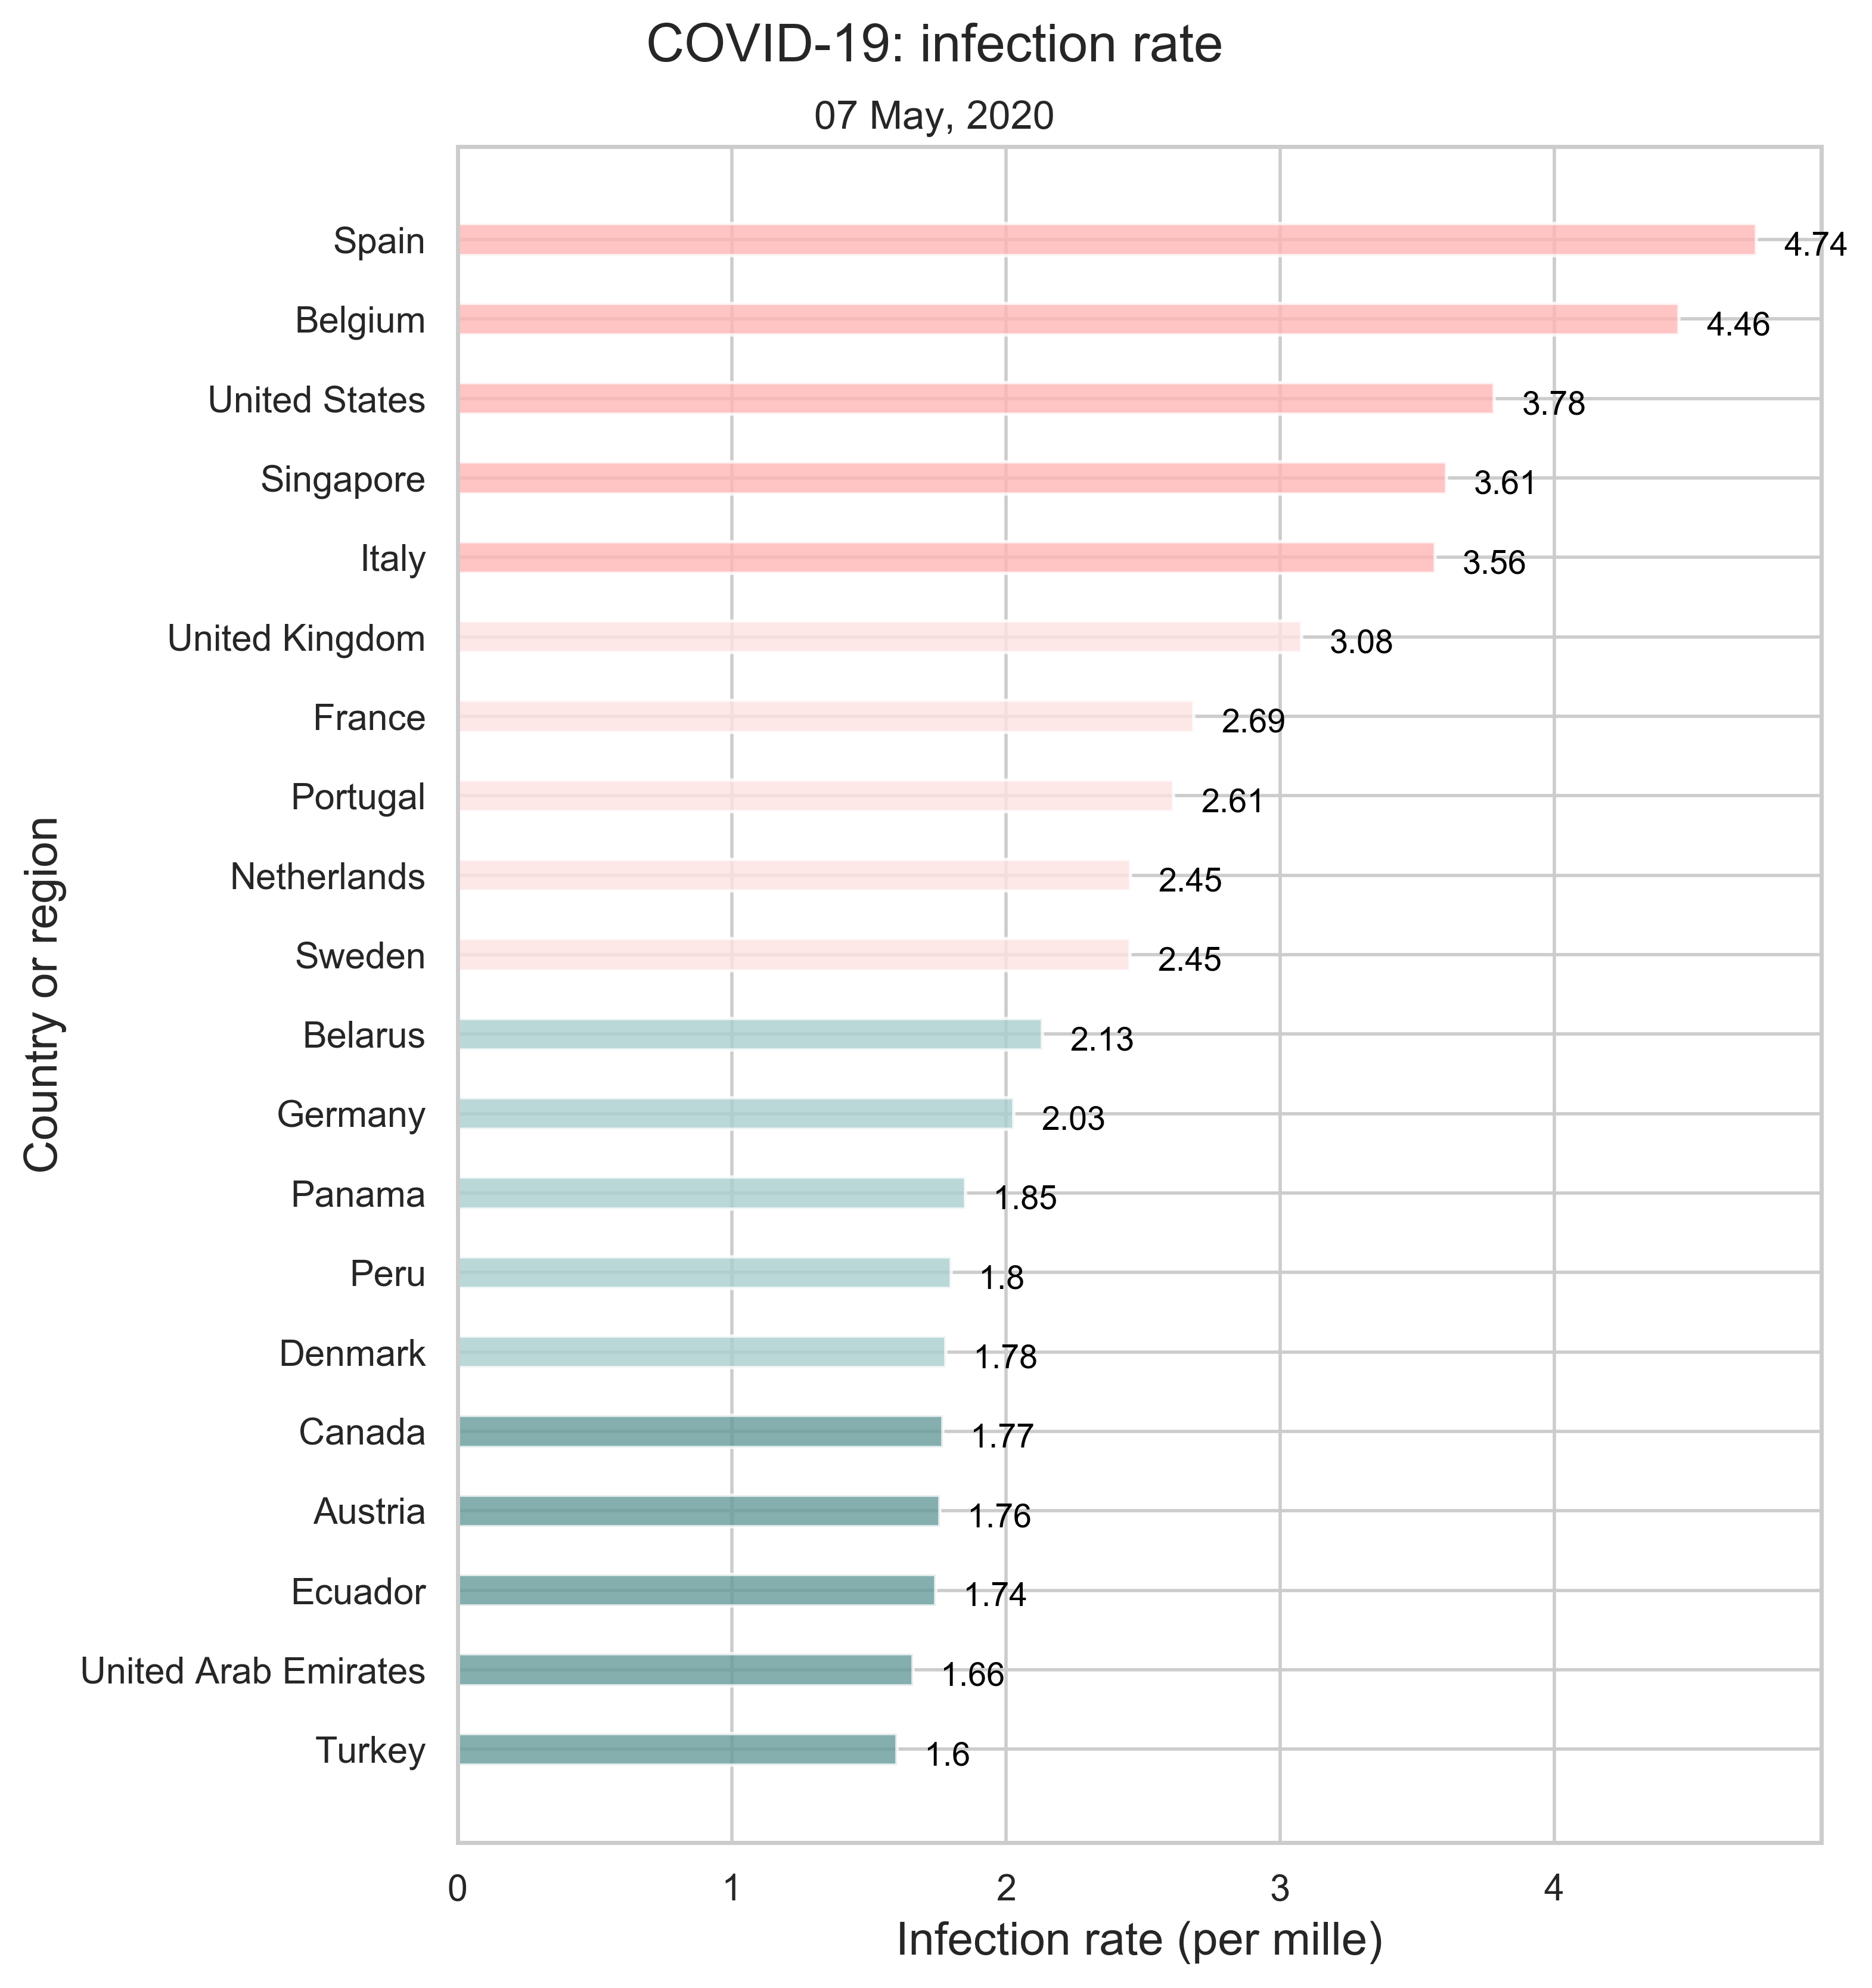 COVID-19: infection rate
07 May, 2020
Spain 4.74
Belgium 4.46
United States 3.78
Singapore 3.61
Italy 3.56
United Kingdom 3.08
France 2.69
Portugal 2.61
Netherlands 2.45
Sweden 2.45
Belarus 2.13
Germany 2.03
Panama 1.85
Peru 1.8
Denmark 1.78
Canada 1.77
Austria 1.76
Ecuador 1.74
United Arab Emirates 1.66
Turkey 1.6
Country or region
0 1 2 3 4
Infection rate (per mille)